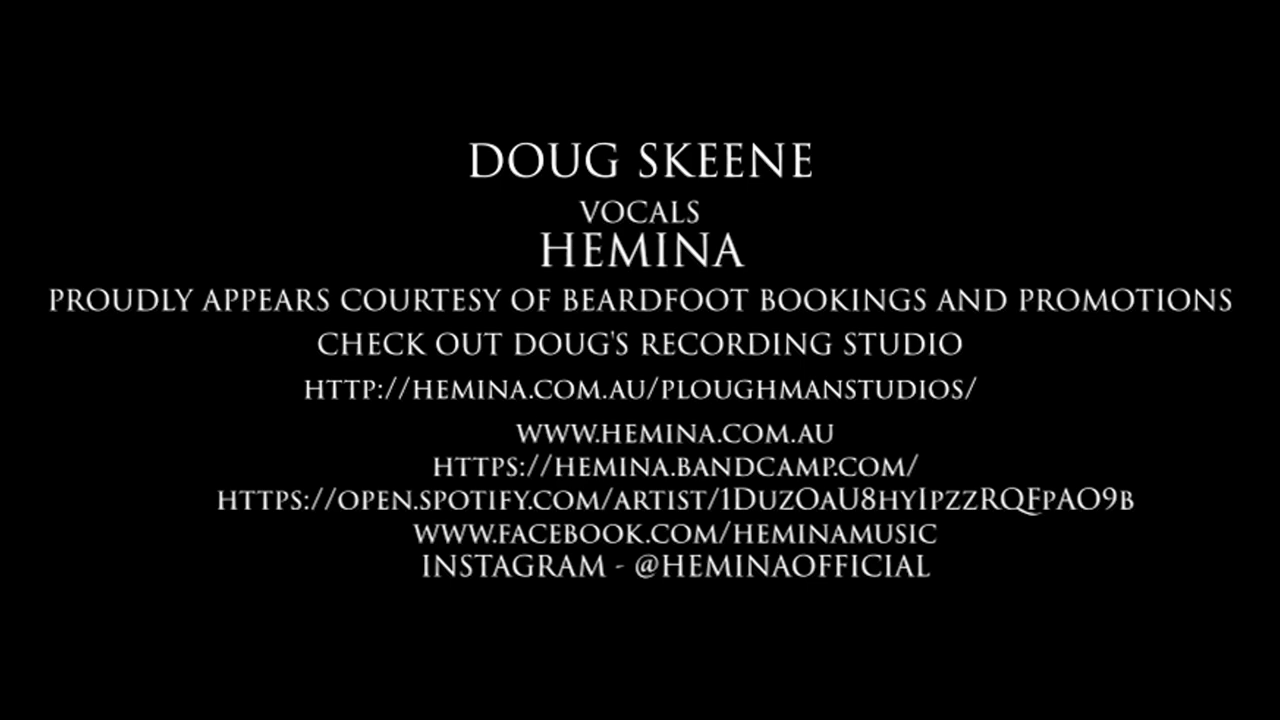 DOUG SKEENE
VOCALS
HEMINA
PROUDLY APPEARS COURTESY OF BEARDFOOT BOOKINGS AND PROMOTIONS
CHECK OUT DOUG'S RECORDING STUDIO
HTTP://HEMINA.COM.AU/PLOUGHMANSTUDIOS/
WWW.HEMINA.COM.AU
HTTPS://HEMINA.BANDCAMP.COM/
HTTPS://OPEN.SPOTIFY.COM/ARTIST/1DuzOaU8hyIpzzRQFpAO9b
WWW.FACEBOOK.COM/HEMINAMUSIC
INSTAGRAM - @HEMINAOFFICIAL